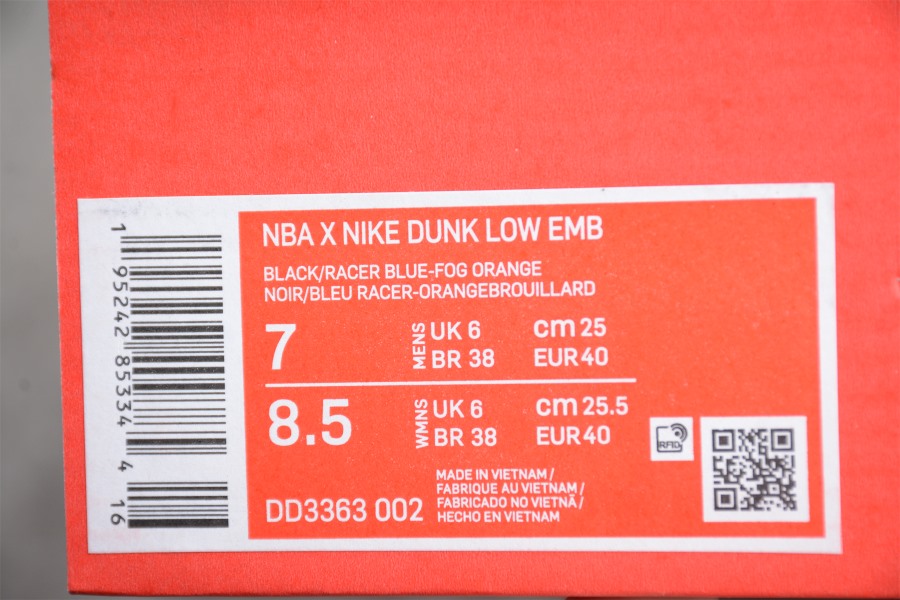 NBA X NIKE DUNK LOW EMB
BLACK/RACER BLUE-FOG ORANGE
NOIR/BLEU RACER-ORANGEBROUILLARD
7 MENS UK 6 cm 25
BR 38 EUR 40
8.5 WMNS UK 6 cm 25.5
BR 38 EUR 40
RFID
MADE IN VIETNAM /
FABRIQUE AU VIETNAM /
FABRICADO NO VIETNÃ /
HECHO EN VIETNAM
DD3363 002
1 95242 85334 4 16